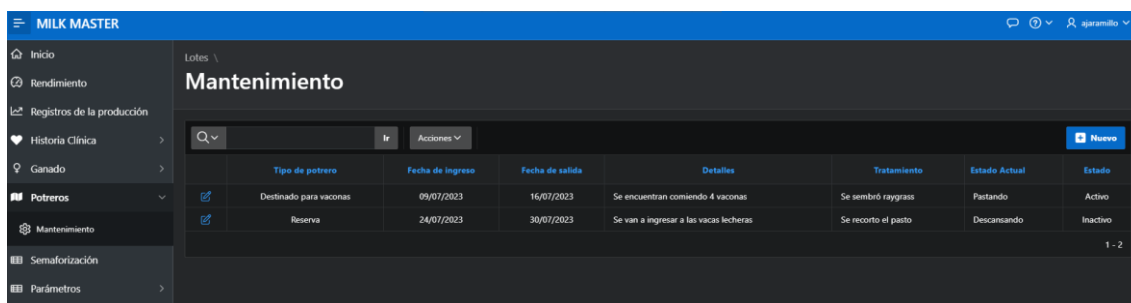 MILK MASTER
ajaramillo
Inicio
Rendimiento
Registros de la producción
Historia Clínica
Ganado
Potreros
Mantenimiento
Semaforización
Parámetros
Lotes \
Mantenimiento
Ir Acciones Nuevo
Tipo de potrero Fecha de ingreso Fecha de salida Detalles Tratamiento Estado Actual Estado
Destinado para vaconas 09/07/2023 16/07/2023 Se encuentran comiendo 4 vaconas Se sembró raygrass Pastando Activo
Reserva 24/07/2023 30/07/2023 Se van a ingresar a las vacas lecheras Se recorto el pasto Descansando Inactivo
1 - 2